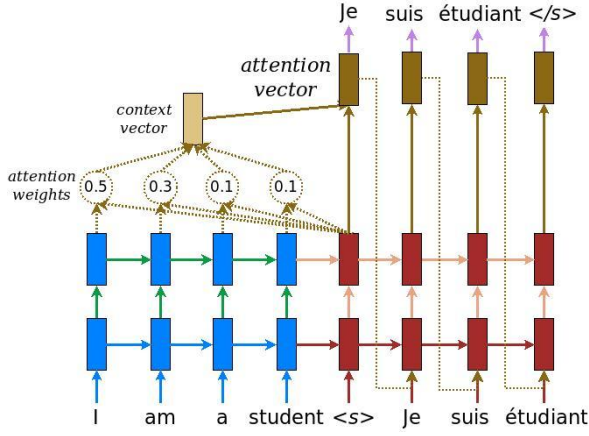 Je suis étudiant </s>
attention
vector
context
vector
attention
weights
0.5 0.3 0.1 0.1
I am a student <s> Je suis étudiant